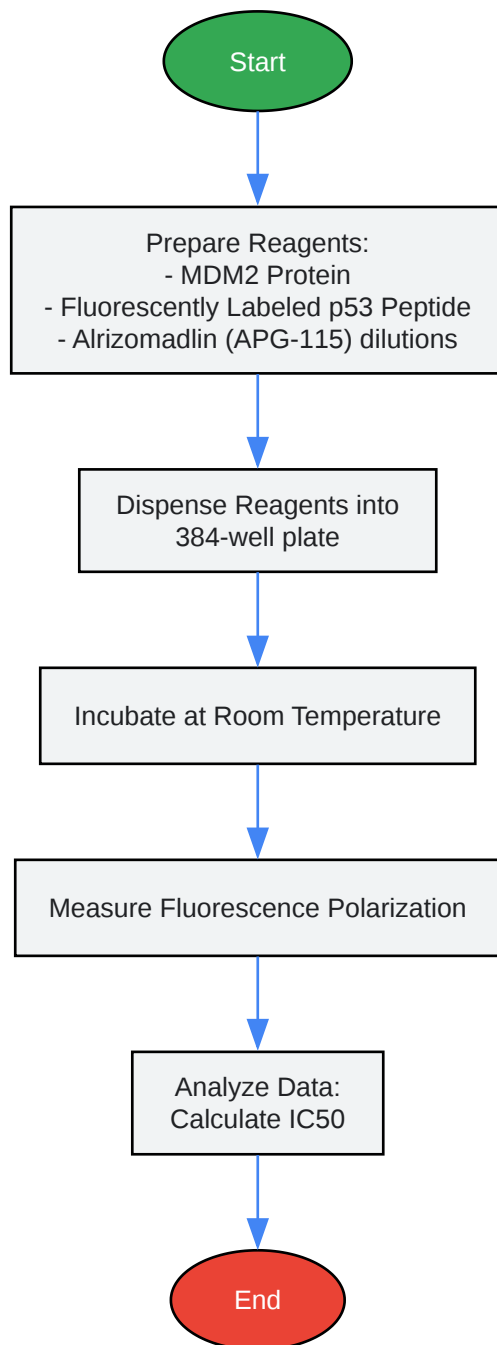 Start
Prepare Reagents:
- MDM2 Protein
- Fluorescently Labeled p53 Peptide
- Alrizomadlin (APG-115) dilutions
Dispense Reagents into
384-well plate
Incubate at Room Temperature
Measure Fluorescence Polarization
Analyze Data:
Calculate IC50
End